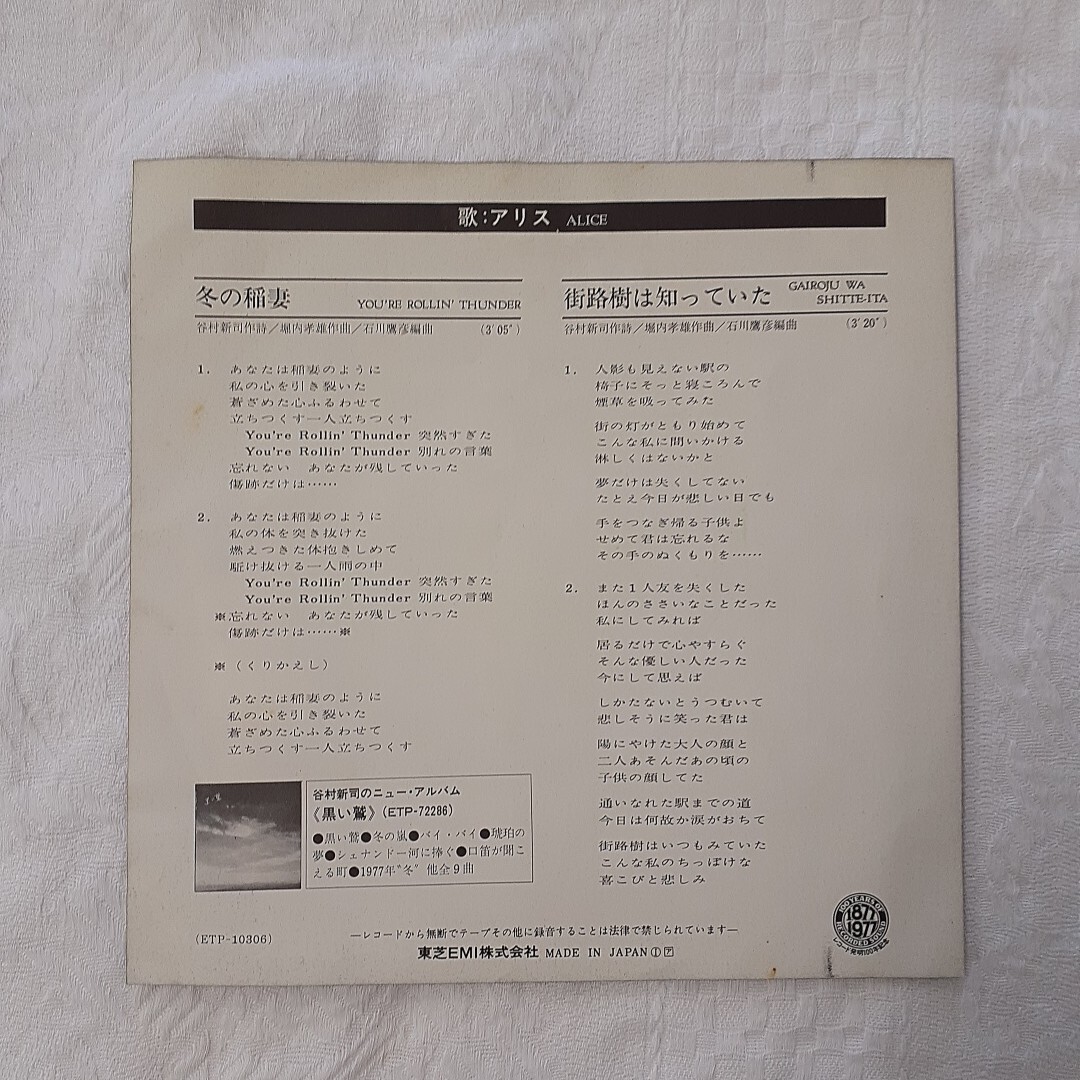 歌:アリス ALICE
冬の稲妻 YOU'RE ROLLIN' THUNDER
谷村新司作詩/堀内孝雄作曲/石川鷹彦編曲 (3'05")
1. あなたは稲妻のように
私の心を引き裂いた
蒼ざめた心ふるわせて
立ちつくす一人立ちつくす
You're Rollin' Thunder 突然すぎた
You're Rollin' Thunder 別れの言葉
忘れない あなたが残していった
傷跡だけは……
2. あなたは稲妻のように
私の体を突き抜けた
燃えつきた体抱きしめて
駈け抜ける一人雨の中
You're Rollin' Thunder 突然すぎた
You're Rollin' Thunder 別れの言葉
※忘れない あなたが残していった
傷跡だけは……※
※(くりかえし)
あなたは稲妻のように
私の心を引き裂いた
蒼ざめた心ふるわせて
立ちつくす一人立ちつくす
谷村新司のニュー・アルバム
《黒い鷲》(ETP-72286)
●黒い鷲●冬の嵐●バイ・バイ●琥珀の
夢●シェナンドー河に捧ぐ●口笛が聞こ
える町●1977年"冬" 他全9曲
(ETP-10306)
街路樹は知っていた GAIROJU WA
SHITTE-ITA
谷村新司作詩/堀内孝雄作曲/石川鷹彦編曲 (3'20")
1. 人影も見えない駅の
椅子にそっと寝ころんで
煙草を吸ってみた
街の灯がともり始めて
こんな私に問いかける
淋しくはないかと
夢だけは失くしてない
たとえ今日が悲しい日でも
手をつなぎ帰る子供よ
せめて君は忘れるな
その手のぬくもりを……
2. また1人友を失くした
ほんのささいなことだった
私にしてみれば
居るだけで心やすらぐ
そんな優しい人だった
今にして思えば
しかたないとうつむいて
悲しそうに笑った君は
陽にやけた大人の顔と
二人あそんだあの頃の
子供の顔してた
通いなれた駅までの道
今日は何故か涙がおちて
街路樹はいつもみていた
こんな私のちっぽけな
喜こびと悲しみ
—レコードから無断でテープその他に録音することは法律で禁じられています—
東芝EMI株式会社 MADE IN JAPAN Ⓘ ア
100 YEARS OF
1877
1977
RECORDED SOUND
レコード発明100年記念